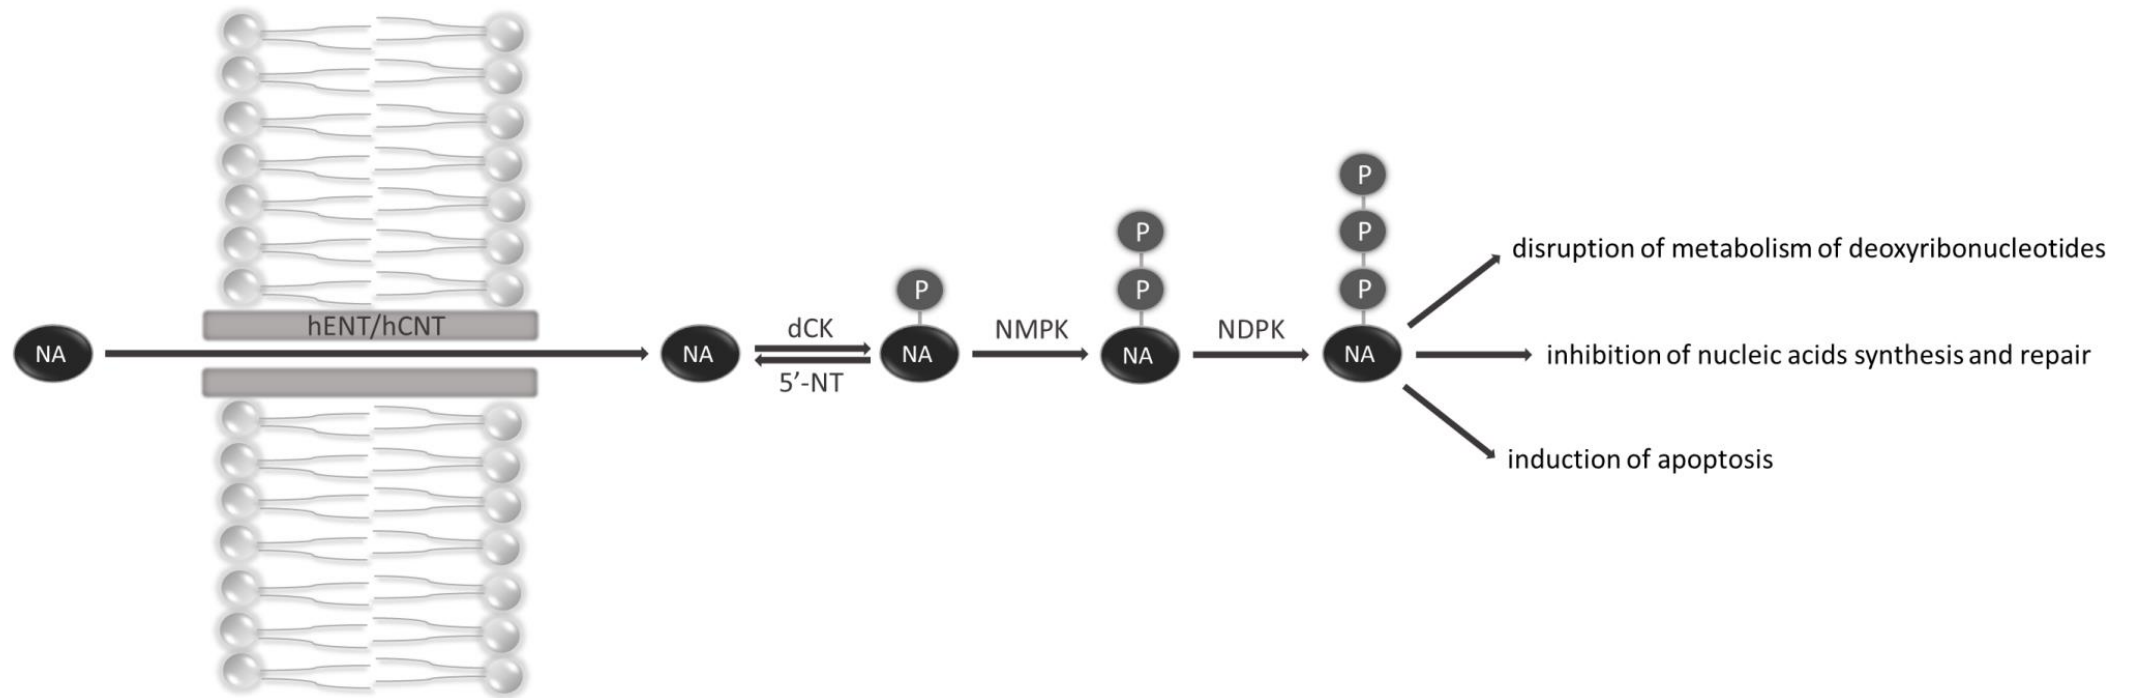 NA
hENT/hCNT
NA
dCK
5’-NT
P
NA
NMPK
P
P
NA
NDPK
P
P
P
NA
disruption of metabolism of deoxyribonucleotides
inhibition of nucleic acids synthesis and repair
induction of apoptosis